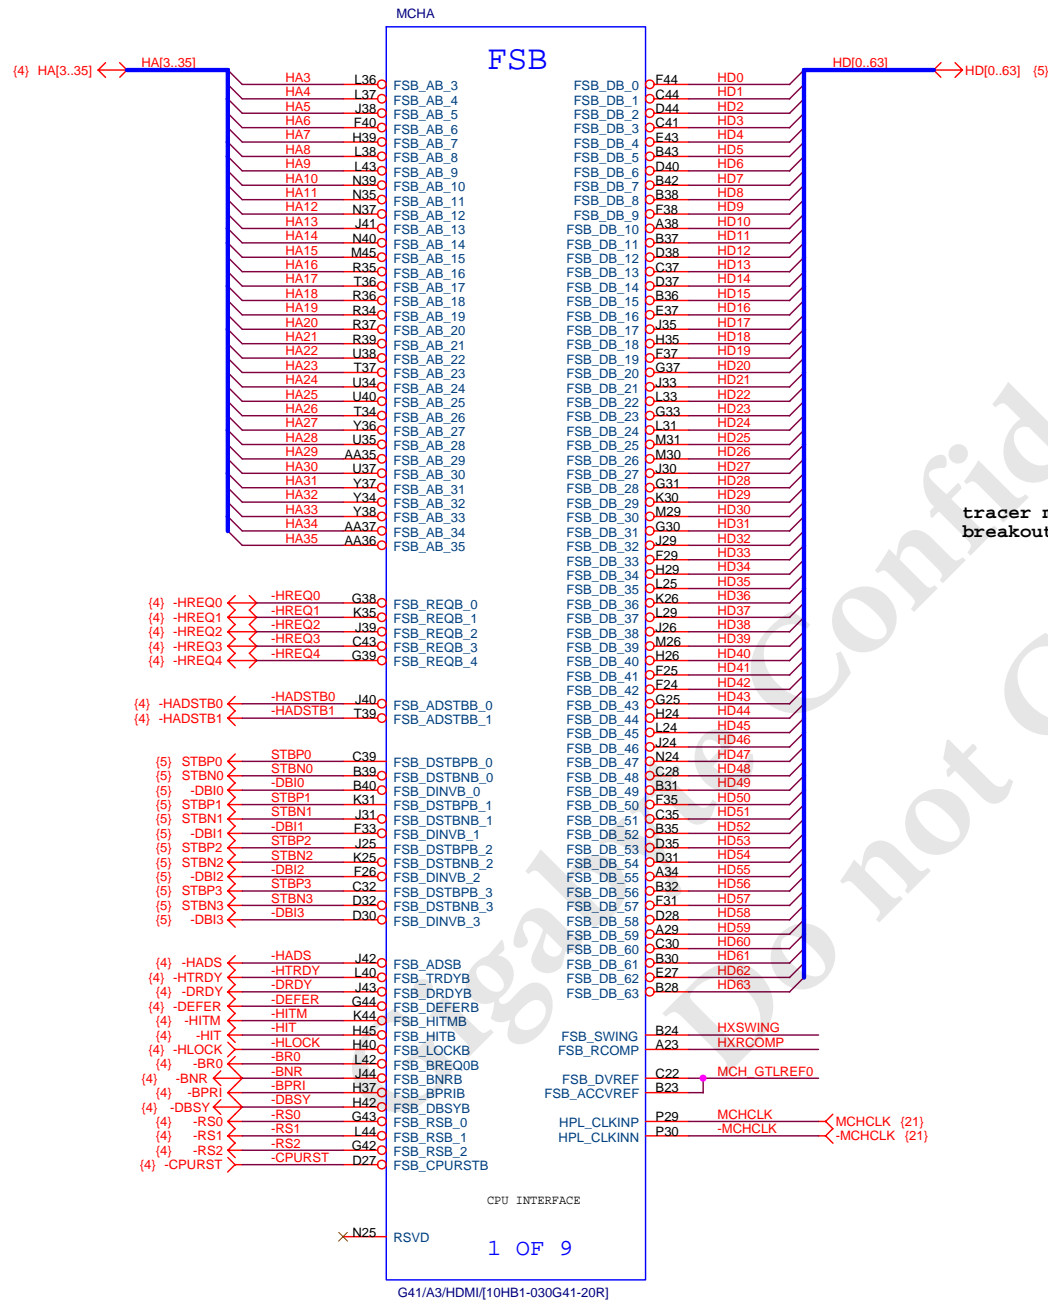 MCHA
FSB
{4} HA[3..35] HA[3..35]
HA3 L36 FSB_AB_3
HA4 L37 FSB_AB_4
HA5 J38 FSB_AB_5
HA6 F40 FSB_AB_6
HA7 H39 FSB_AB_7
HA8 L38 FSB_AB_8
HA9 L43 FSB_AB_9
HA10 N39 FSB_AB_10
HA11 N35 FSB_AB_11
HA12 N37 FSB_AB_12
HA13 J41 FSB_AB_13
HA14 N40 FSB_AB_14
HA15 M45 FSB_AB_15
HA16 R35 FSB_AB_16
HA17 T36 FSB_AB_17
HA18 R36 FSB_AB_18
HA19 R34 FSB_AB_19
HA20 R37 FSB_AB_20
HA21 R39 FSB_AB_21
HA22 U38 FSB_AB_22
HA23 T37 FSB_AB_23
HA24 U34 FSB_AB_24
HA25 U40 FSB_AB_25
HA26 T34 FSB_AB_26
HA27 Y36 FSB_AB_27
HA28 U35 FSB_AB_28
HA29 AA35 FSB_AB_29
HA30 U37 FSB_AB_30
HA31 Y37 FSB_AB_31
HA32 Y34 FSB_AB_32
HA33 Y38 FSB_AB_33
HA34 AA37 FSB_AB_34
HA35 AA36 FSB_AB_35
{4} -HREQ0 -HREQ0 G38 FSB_REQB_0
{4} -HREQ1 -HREQ1 K35 FSB_REQB_1
{4} -HREQ2 -HREQ2 J39 FSB_REQB_2
{4} -HREQ3 -HREQ3 C43 FSB_REQB_3
{4} -HREQ4 -HREQ4 G39 FSB_REQB_4
{4} -HADSTB0 -HADSTB0 J40 FSB_ADSTBB_0
{4} -HADSTB1 -HADSTB1 T39 FSB_ADSTBB_1
{5} STBP0 STBP0 C39 FSB_DSTBPB_0
{5} STBN0 STBN0 B39 FSB_DSTBNB_0
{5} -DBI0 -DBI0 B40 FSB_DINVB_0
{5} STBP1 STBP1 K31 FSB_DSTBPB_1
{5} STBN1 STBN1 J31 FSB_DSTBNB_1
{5} -DBI1 -DBI1 F33 FSB_DINVB_1
{5} STBP2 STBP2 J25 FSB_DSTBPB_2
{5} STBN2 STBN2 K25 FSB_DSTBNB_2
{5} -DBI2 -DBI2 F26 FSB_DINVB_2
{5} STBP3 STBP3 C32 FSB_DSTBPB_3
{5} STBN3 STBN3 D32 FSB_DSTBNB_3
{5} -DBI3 -DBI3 D30 FSB_DINVB_3
{4} -HADS -HADS J42 FSB_ADSB
{4} -HTRDY -HTRDY L40 FSB_TRDYB
{4} -DRDY -DRDY J43 FSB_DRDYB
{4} -DEFER -DEFER G44 FSB_DEFERB
{4} -HITM -HITM K44 FSB_HITMB
{4} -HIT -HIT H45 FSB_HITB
{4} -HLOCK -HLOCK H40 FSB_LOCKB
{4} -BR0 -BR0 L42 FSB_BREQ0B
{4} -BNR -BNR J44 FSB_BNRB
{4} -BPRI -BPRI H37 FSB_BPRIB
{4} -DBSY -DBSY H42 FSB_DBSYB
{4} -RS0 -RS0 G43 FSB_RSB_0
{4} -RS1 -RS1 L44 FSB_RSB_1
{4} -RS2 -RS2 G42 FSB_RSB_2
{4} -CPURST -CPURST D27 FSB_CPURSTB
N25 RSVD
HD[0..63] HD[0..63] {5}
FSB_DB_0 F44 HD0
FSB_DB_1 C44 HD1
FSB_DB_2 D44 HD2
FSB_DB_3 C41 HD3
FSB_DB_4 E43 HD4
FSB_DB_5 B43 HD5
FSB_DB_6 D40 HD6
FSB_DB_7 B42 HD7
FSB_DB_8 B38 HD8
FSB_DB_9 F38 HD9
FSB_DB_10 A38 HD10
FSB_DB_11 B37 HD11
FSB_DB_12 D38 HD12
FSB_DB_13 C37 HD13
FSB_DB_14 D37 HD14
FSB_DB_15 B36 HD15
FSB_DB_16 E37 HD16
FSB_DB_17 J35 HD17
FSB_DB_18 H35 HD18
FSB_DB_19 F37 HD19
FSB_DB_20 G37 HD20
FSB_DB_21 J33 HD21
FSB_DB_22 L33 HD22
FSB_DB_23 G33 HD23
FSB_DB_24 L31 HD24
FSB_DB_25 M31 HD25
FSB_DB_26 M30 HD26
FSB_DB_27 J30 HD27
FSB_DB_28 G31 HD28
FSB_DB_29 K30 HD29
FSB_DB_30 M29 HD30
FSB_DB_31 G30 HD31
FSB_DB_32 J29 HD32
FSB_DB_33 F29 HD33
FSB_DB_34 H29 HD34
FSB_DB_35 L25 HD35
FSB_DB_36 K26 HD36
FSB_DB_37 L29 HD37
FSB_DB_38 J26 HD38
FSB_DB_39 M26 HD39
FSB_DB_40 H26 HD40
FSB_DB_41 F25 HD41
FSB_DB_42 F24 HD42
FSB_DB_43 G25 HD43
FSB_DB_44 H24 HD44
FSB_DB_45 L24 HD45
FSB_DB_46 J24 HD46
FSB_DB_47 N24 HD47
FSB_DB_48 C28 HD48
FSB_DB_49 B31 HD49
FSB_DB_50 F35 HD50
FSB_DB_51 C35 HD51
FSB_DB_52 B35 HD52
FSB_DB_53 D35 HD53
FSB_DB_54 D31 HD54
FSB_DB_55 A34 HD55
FSB_DB_56 B32 HD56
FSB_DB_57 F31 HD57
FSB_DB_58 D28 HD58
FSB_DB_59 A29 HD59
FSB_DB_60 C30 HD60
FSB_DB_61 B30 HD61
FSB_DB_62 E27 HD62
FSB_DB_63 B28 HD63
FSB_SWING B24 HXSWING
FSB_RCOMP A23 HXRCOMP
FSB_DVREF C22 MCH_GTLREF0
FSB_ACCVREF B23
HPL_CLKINP P29 MCHCLK MCHCLK {21}
HPL_CLKINN P30 -MCHCLK -MCHCLK {21}
tracer
breakout
CPU INTERFACE
1 OF 9
G41/A3/HDMI/[10HB1-030G41-20R]
Do not